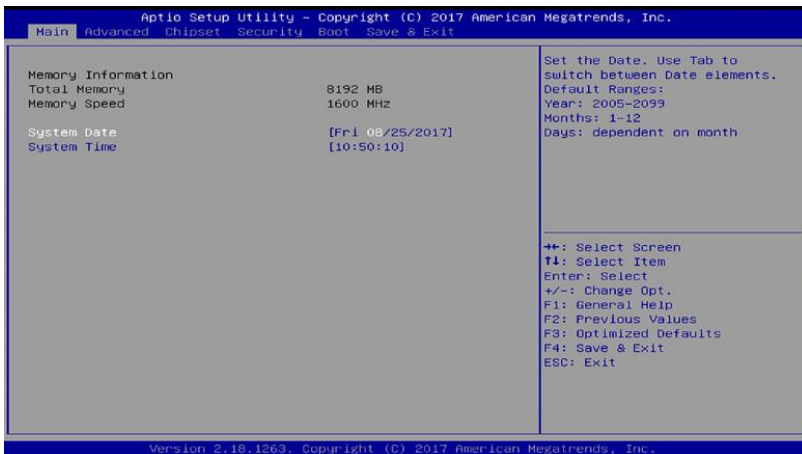 Aptio Setup Utility – Copyright (C) 2017 American Megatrends, Inc.
Main Advanced Chipset Security Boot Save & Exit
Memory Information
Total Memory 8192 MB
Memory Speed 1600 MHz
System Date [Fri 08/25/2017]
System Time [10:50:10]
Set the Date. Use Tab to
switch between Date elements.
Default Ranges:
Year: 2005-2099
Months: 1-12
Days: dependent on month
→←: Select Screen
↑↓: Select Item
Enter: Select
+/-: Change Opt.
F1: General Help
F2: Previous Values
F3: Optimized Defaults
F4: Save & Exit
ESC: Exit
Version 2.18.1263. Copyright (C) 2017 American Megatrends, Inc.